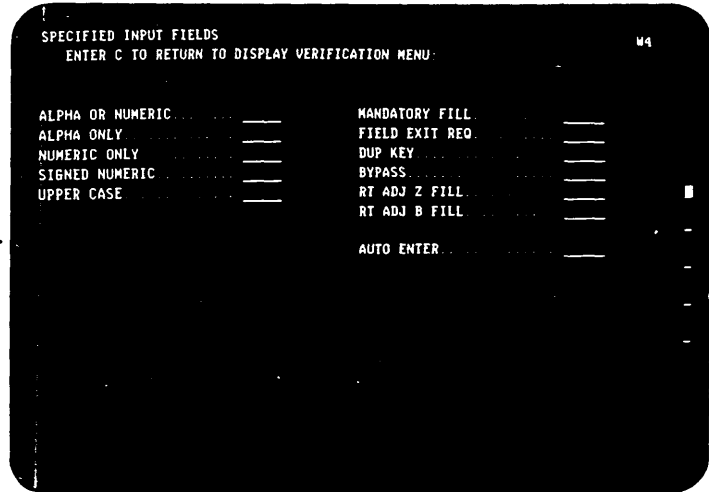 SPECIFIED INPUT FIELDS
W4
ENTER C TO RETURN TO DISPLAY VERIFICATION MENU:
ALPHA OR NUMERIC
ALPHA ONLY
NUMERIC ONLY
SIGNED NUMERIC
UPPER CASE
MANDATORY FILL
FIELD EXIT REQ
DUP KEY
BYPASS
RT ADJ Z FILL
RT ADJ B FILL
AUTO ENTER